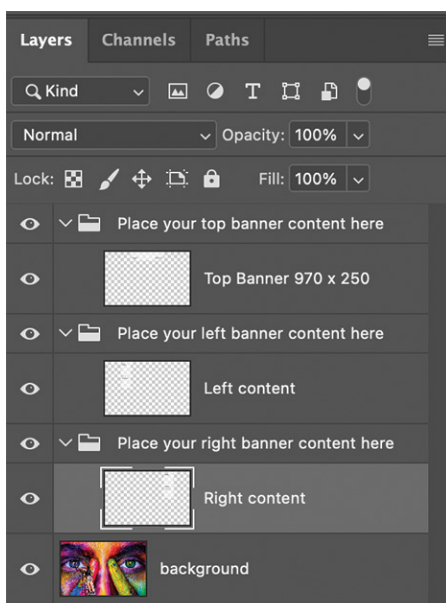 Layers Channels Paths
Kind
Normal Opacity: 100%
Lock: Fill: 100%
Place your top banner content here
Top Banner 970 x 250
Place your left banner content here
Left content
Place your right banner content here
Right content
background